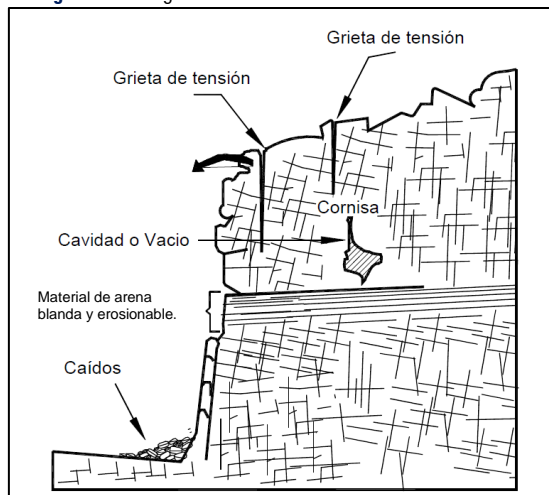 Grieta de tensión
Grieta de tensión
Cornisa
Cavidad o Vacio
Material de arena
blanda y erosionable.
Caídos